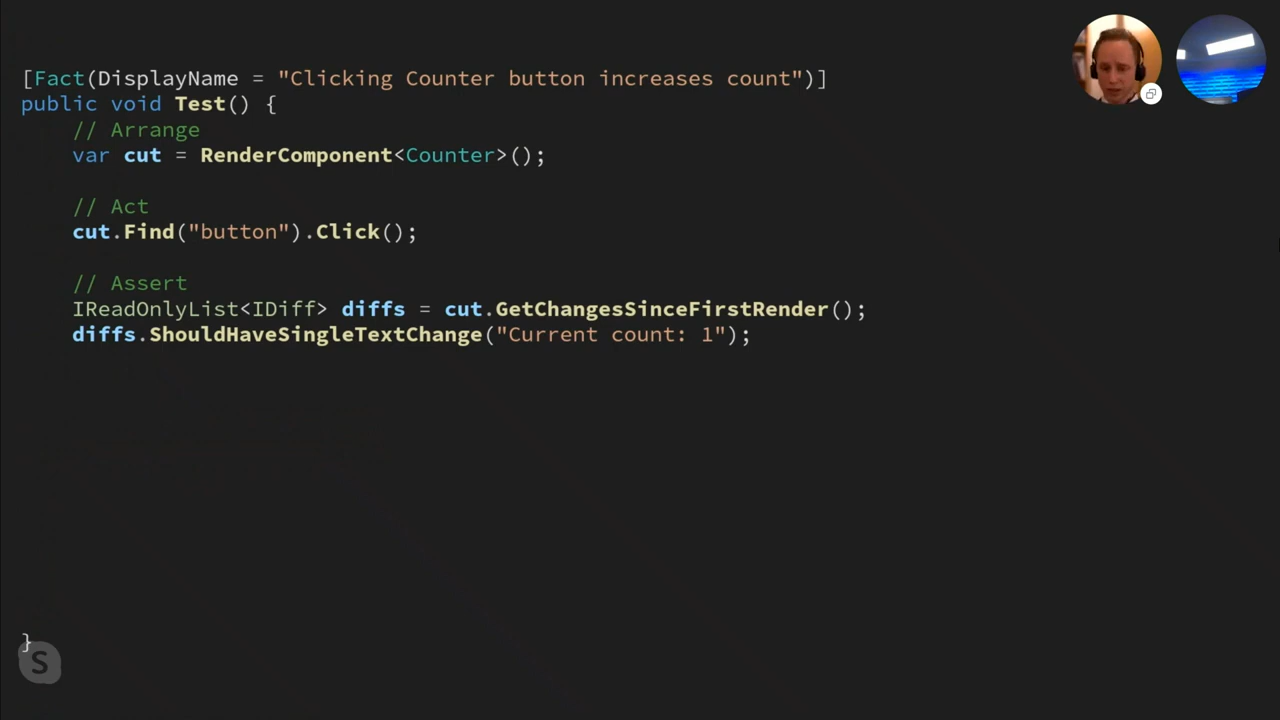 [Fact(DisplayName = "Clicking Counter button increases count")]
public void Test() {
// Arrange
var cut = RenderComponent<Counter>();
// Act
cut.Find("button").Click();
// Assert
IReadOnlyList<IDiff> diffs = cut.GetChangesSinceFirstRender();
diffs.ShouldHaveSingleTextChange("Current count: 1");
}
S